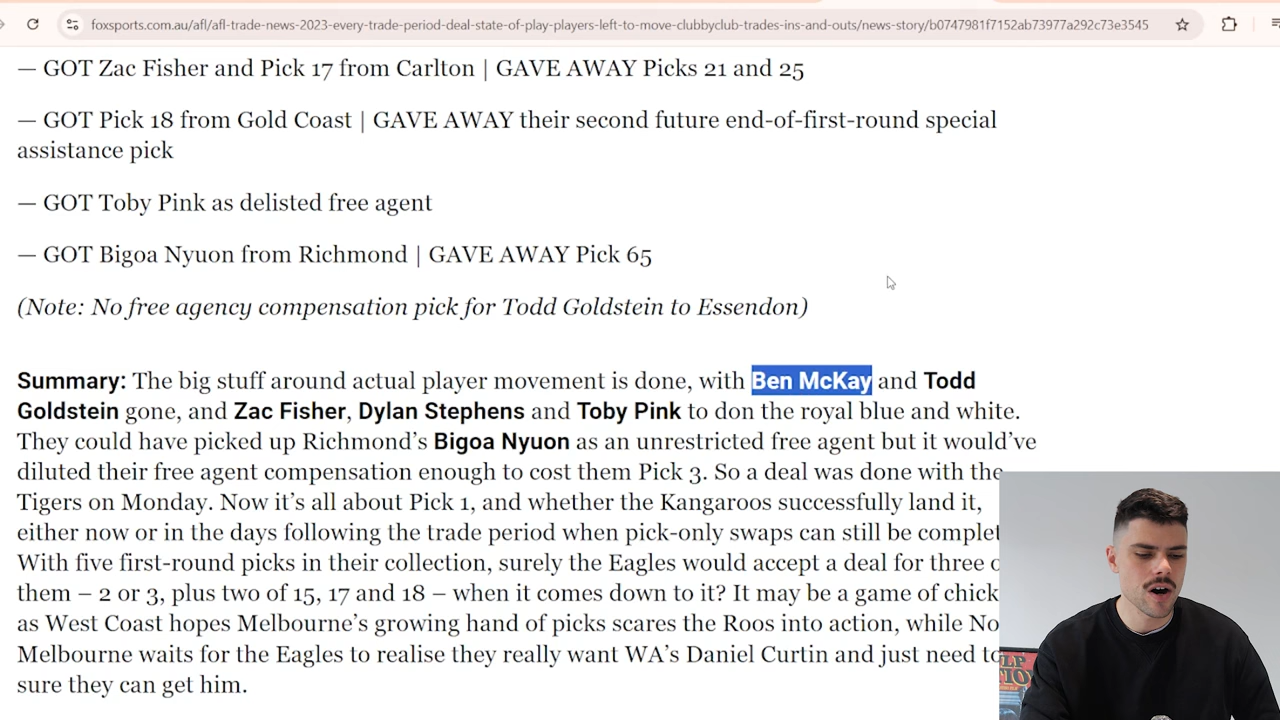 foxsports.com.au/afl/afl-trade-news-2023-every-trade-period-deal-state-of-play-players-left-to-move-clubbyclub-trades-ins-and-outs/news-story/b0747981f7152ab73977a292c73e3545
— GOT Zac Fisher and Pick 17 from Carlton | GAVE AWAY Picks 21 and 25
— GOT Pick 18 from Gold Coast | GAVE AWAY their second future end-of-first-round special
assistance pick
— GOT Toby Pink as delisted free agent
— GOT Bigoa Nyuon from Richmond | GAVE AWAY Pick 65
(Note: No free agency compensation pick for Todd Goldstein to Essendon)
Summary: The big stuff around actual player movement is done, with Ben McKay and Todd
Goldstein gone, and Zac Fisher, Dylan Stephens and Toby Pink to don the royal blue and white.
They could have picked up Richmond’s Bigoa Nyuon as an unrestricted free agent but it would’ve
diluted their free agent compensation enough to cost them Pick 3. So a deal was done with the
Tigers on Monday. Now it’s all about Pick 1, and whether the Kangaroos successfully land it,
either now or in the days following the trade period when pick-only swaps can still be complet
With five first-round picks in their collection, surely the Eagles would accept a deal for three o
them – 2 or 3, plus two of 15, 17 and 18 – when it comes down to it? It may be a game of chick
as West Coast hopes Melbourne’s growing hand of picks scares the Roos into action, while No
Melbourne waits for the Eagles to realise they really want WA’s Daniel Curtin and just need to
sure they can get him.